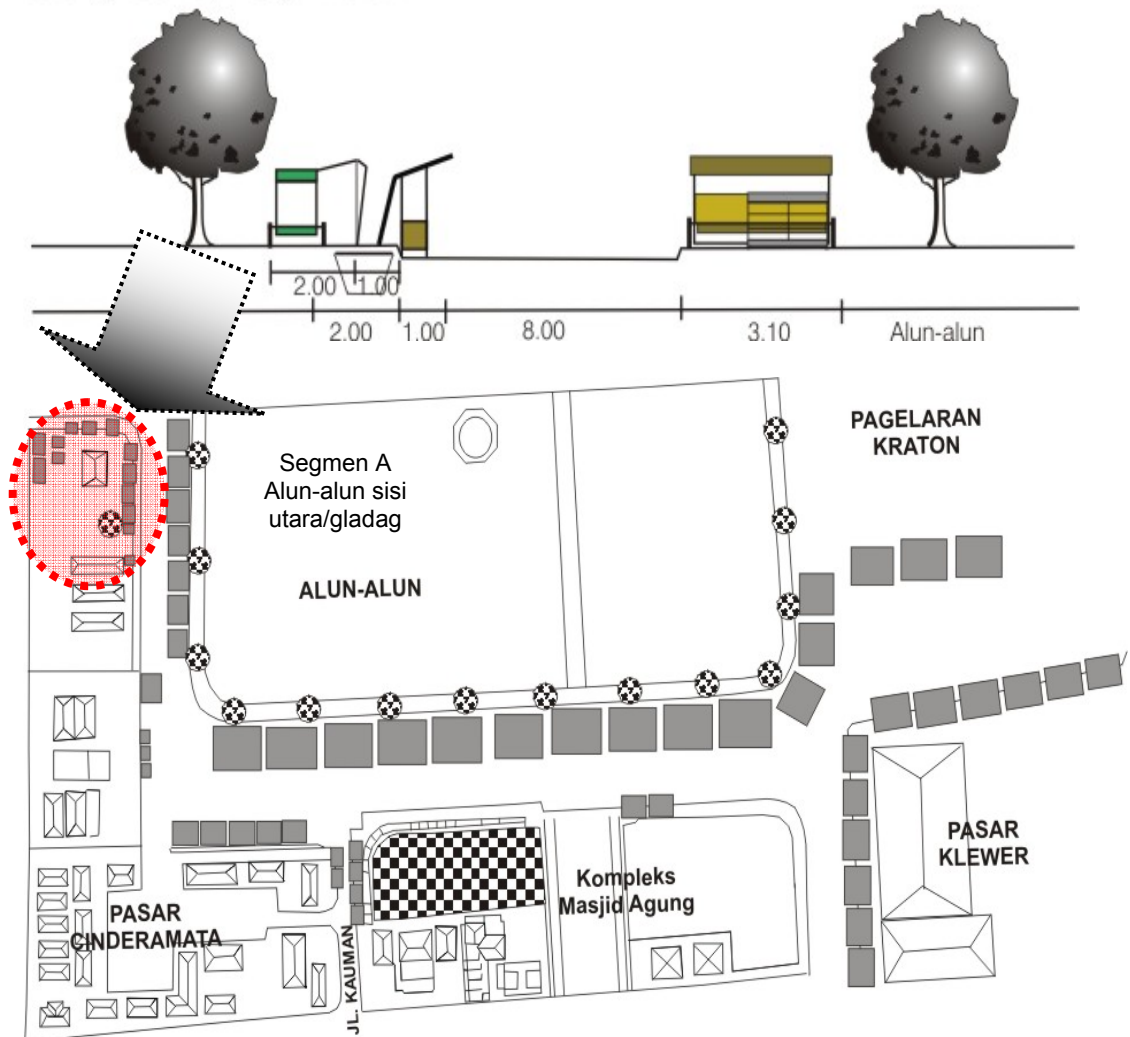 2.00 1.00
2.00 1.00 8.00 3.10 Alun-alun
PAGELARAN
KRATON
Segmen A
Alun-alun sisi
utara/gladag
ALUN-ALUN
PASAR
KLEWER
Kompleks
Masjid Agung
PASAR
CINDERAMATA
JL. KAUMAN